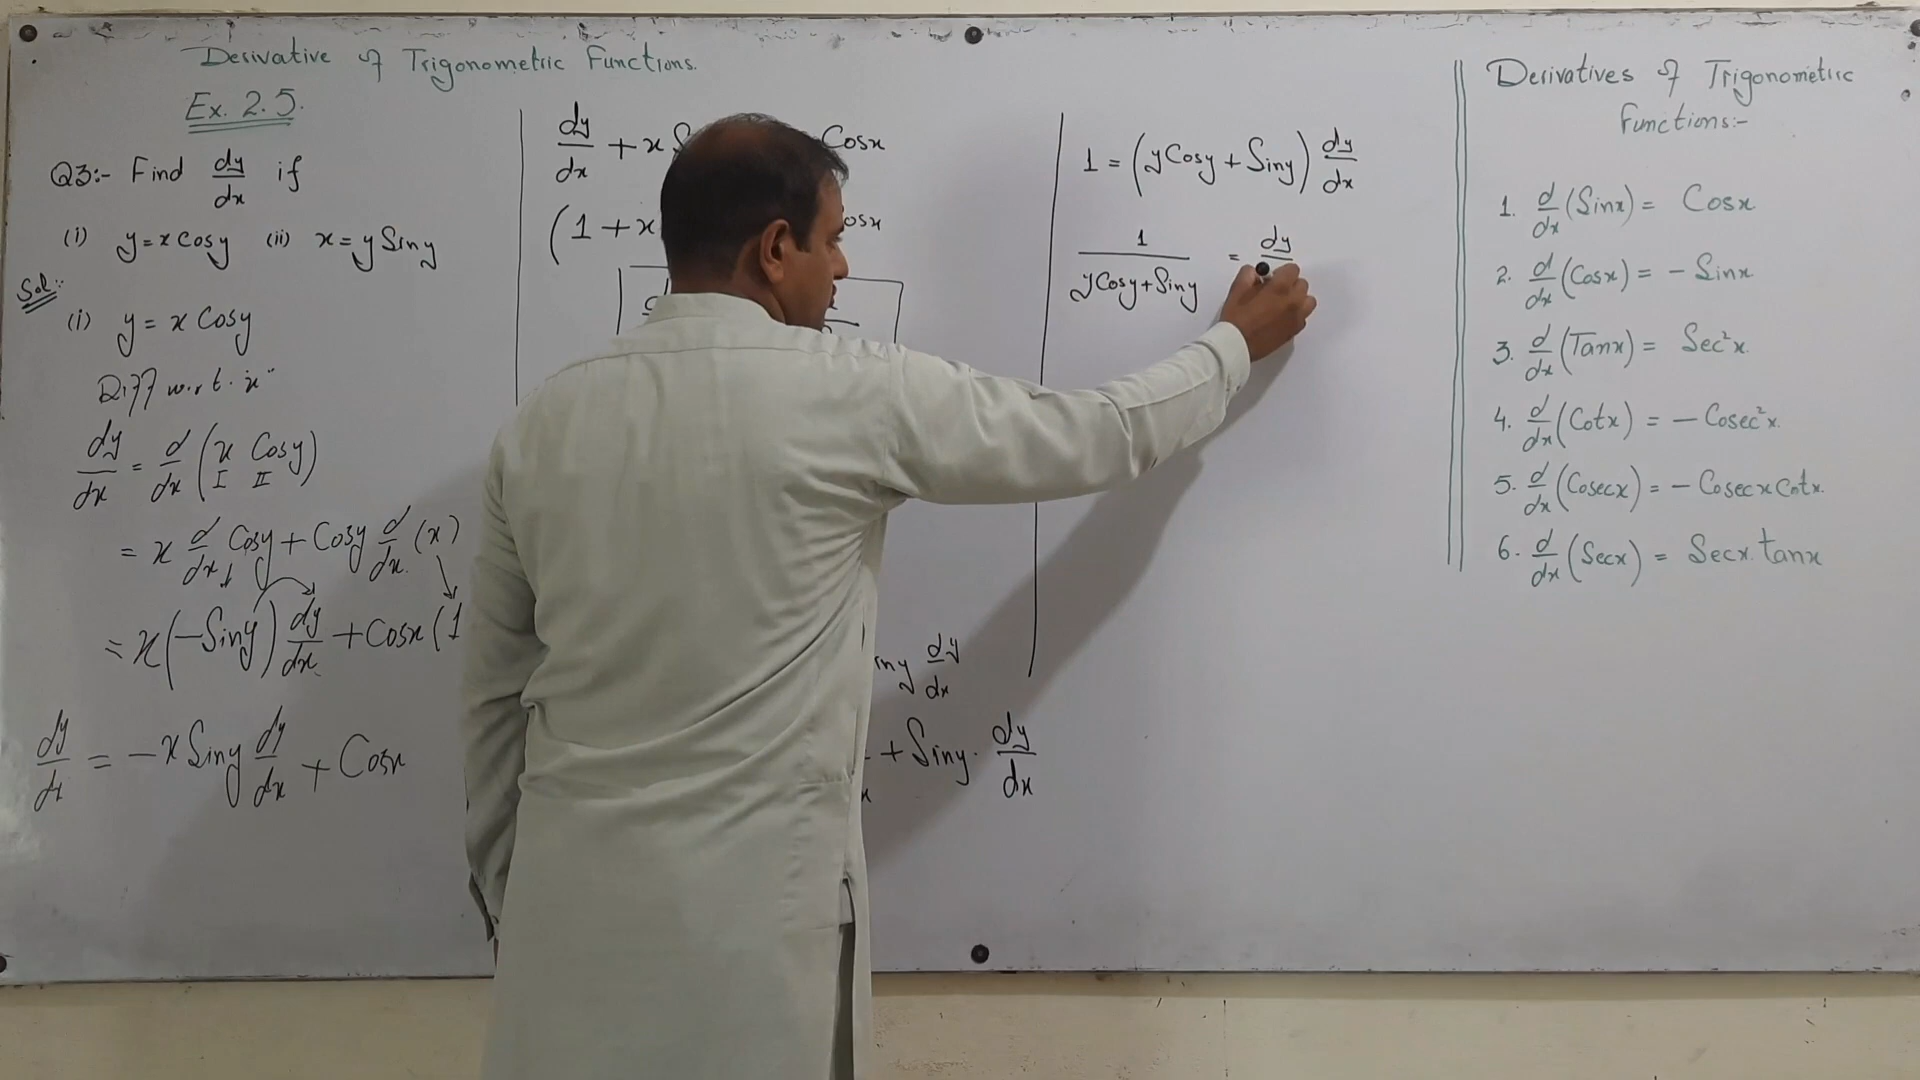 Derivative of Trigonometric Functions.
Ex. 2.5.
Q3:- Find dy/dx if
(i) y = x Cosy (ii) x = y Siny
Sol:-
(i) y = x Cosy
Diff w.r.t. "x"
dy/dx = d/dx (x Cosy)
I II
= x d/dx Cosy + Cosy d/dx (x)
= x(-Siny) dy/dx + Cosx (1
dy/dx = -x Siny dy/dx + Cosx
dy/dx + x S Cosx
(1 + x osx
dy/dx
+ Siny. dy/dx
1 = (yCosy + Siny) dy/dx
1/(yCosy + Siny) = dy
Derivatives of Trigonometric
Functions:-
1. d/dx (Sinx) = Cosx
2. d/dx (Cosx) = - Sinx
3. d/dx (Tanx) = Sec²x.
4. d/dx (Cotx) = - Cosec²x.
5. d/dx (Cosecx) = - Cosecx Cotx.
6. d/dx (Secx) = Secx. tanx